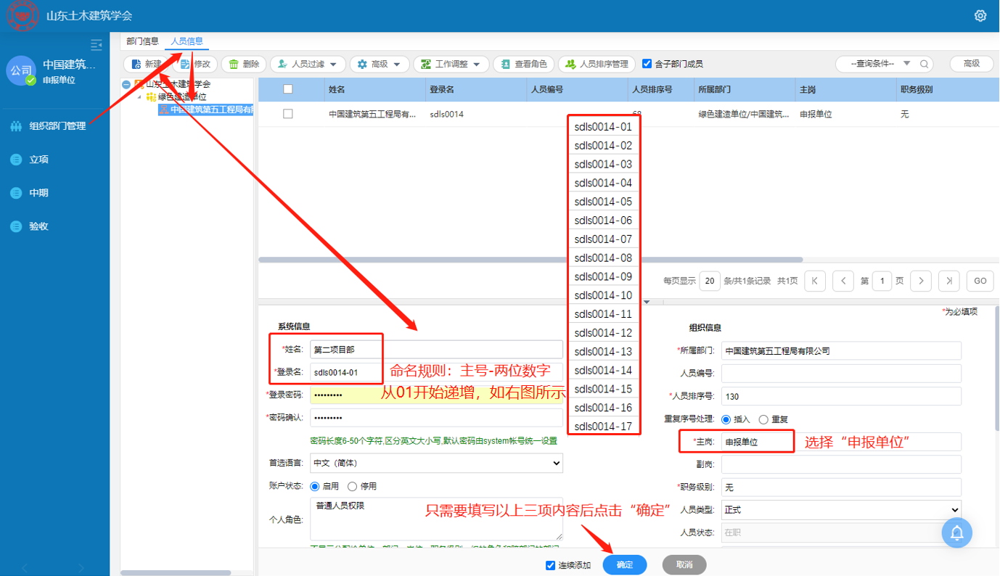 山东土木建筑学会
公司
中国建筑...
申报单位
组织部门管理
立项
中期
验收
部门信息 人员信息
新建 修改 删除 人员过滤 高级 工作调整 查看角色 人员排序管理 含子部门成员 --查询条件-- 高级
山东土木建筑学会
绿色建造单位
中国建筑第五工程局有
姓名 登录名 人员编号 人员排序号 所属部门 主岗 职务级别
中国建筑第五工程局有... sdls0014 68 绿色建造单位/中国建筑... 申报单位 无
sdls0014-01
sdls0014-02
sdls0014-03
sdls0014-04
sdls0014-05
sdls0014-06
sdls0014-07
sdls0014-08
sdls0014-09
sdls0014-10
sdls0014-11
sdls0014-12
sdls0014-13
sdls0014-14
sdls0014-15
sdls0014-16
sdls0014-17
每页显示 20 条/共1条记录 共1页 第 1 页 GO
*为必填项
系统信息
*姓名: 第二项目部
*登录名: sdls0014-01
命名规则：主号-两位数字
从01开始递增，如右图所示
*登录密码: •••••••••
*密码确认: •••••••••
密码长度6-50个字符,区分英文大小写,默认密码由system帐号统一设置
首选语言: 中文（简体）
账户状态: 启用 停用
个人角色: 普通人员权限
组织信息
*所属部门: 中国建筑第五工程局有限公司
人员编号:
*人员排序号: 130
重复序号处理: 插入 重复
*主岗: 申报单位
选择“申报单位”
副岗:
*职务级别: 无
人员类型: 正式
人员状态: 在职
只需要填写以上三项内容后点击“确定”
连续添加 确定 取消